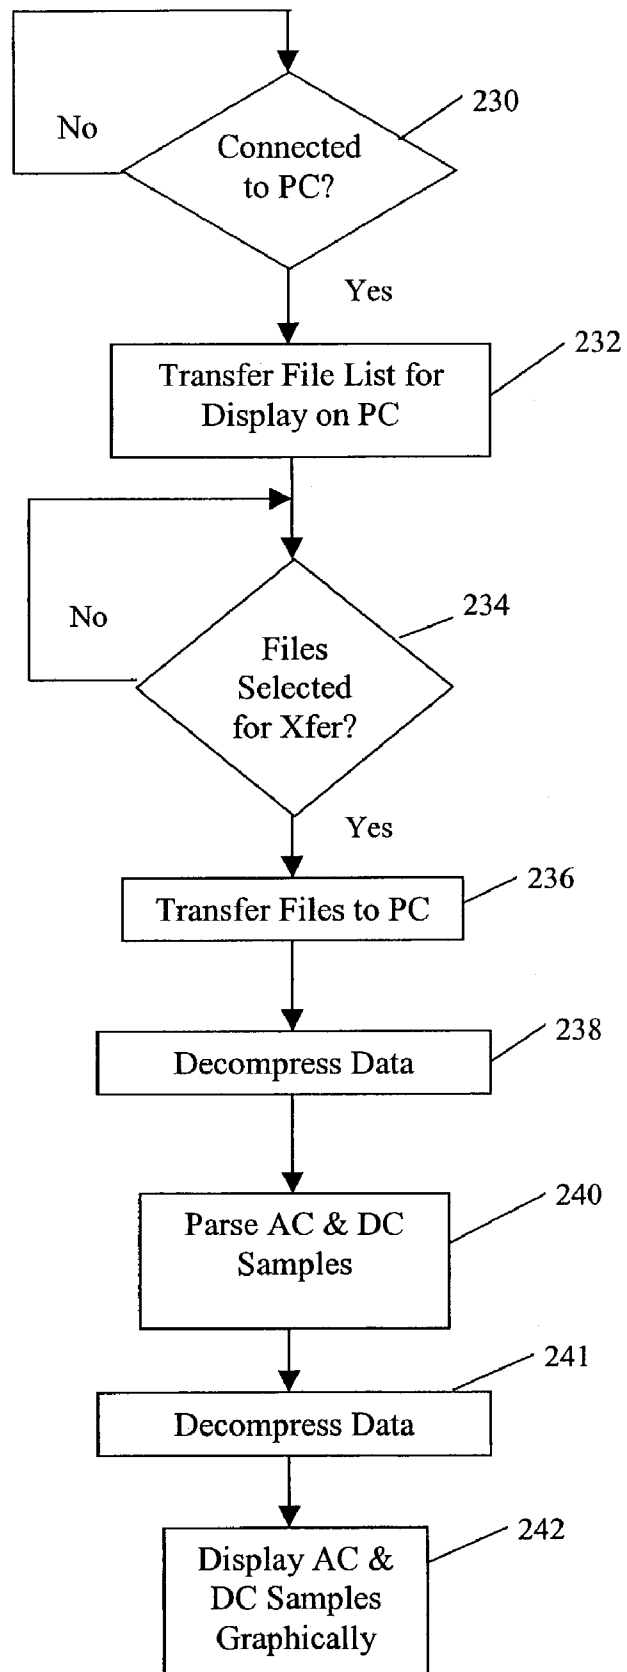 230
No
Connected
to PC?
Yes
232
Transfer File List for
Display on PC
234
No
Files
Selected
for Xfer?
Yes
236
Transfer Files to PC
238
Decompress Data
240
Parse AC & DC
Samples
241
Decompress Data
242
Display AC &
DC Samples
Graphically